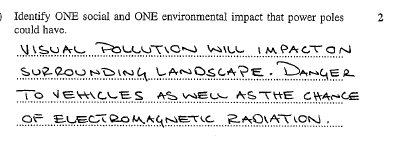 ) Identify ONE social and ONE environmental impact that power poles 2
could have.
VISUAL POLLUTION WILL IMPACT ON
SURROUNDING LANDSCAPE. DANGER
TO VEHICLES AS WELL AS THE CHANCE
OF ELECTROMAGNETIC RADIATION.